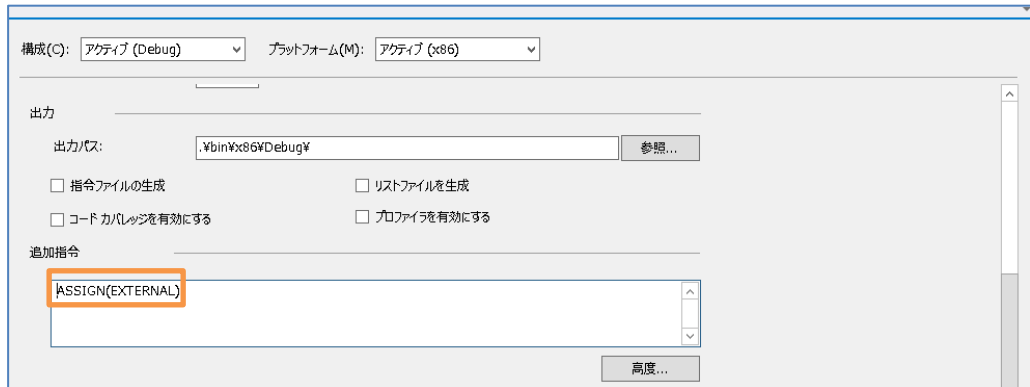 構成(C): アクティブ (Debug) プラットフォーム(M): アクティブ (x86)
出力
出力パス: .¥bin¥x86¥Debug¥ 参照...
指令ファイルの生成 リストファイルを生成
コード カバレッジを有効にする プロファイラを有効にする
追加指令
ASSIGN(EXTERNAL)
高度...